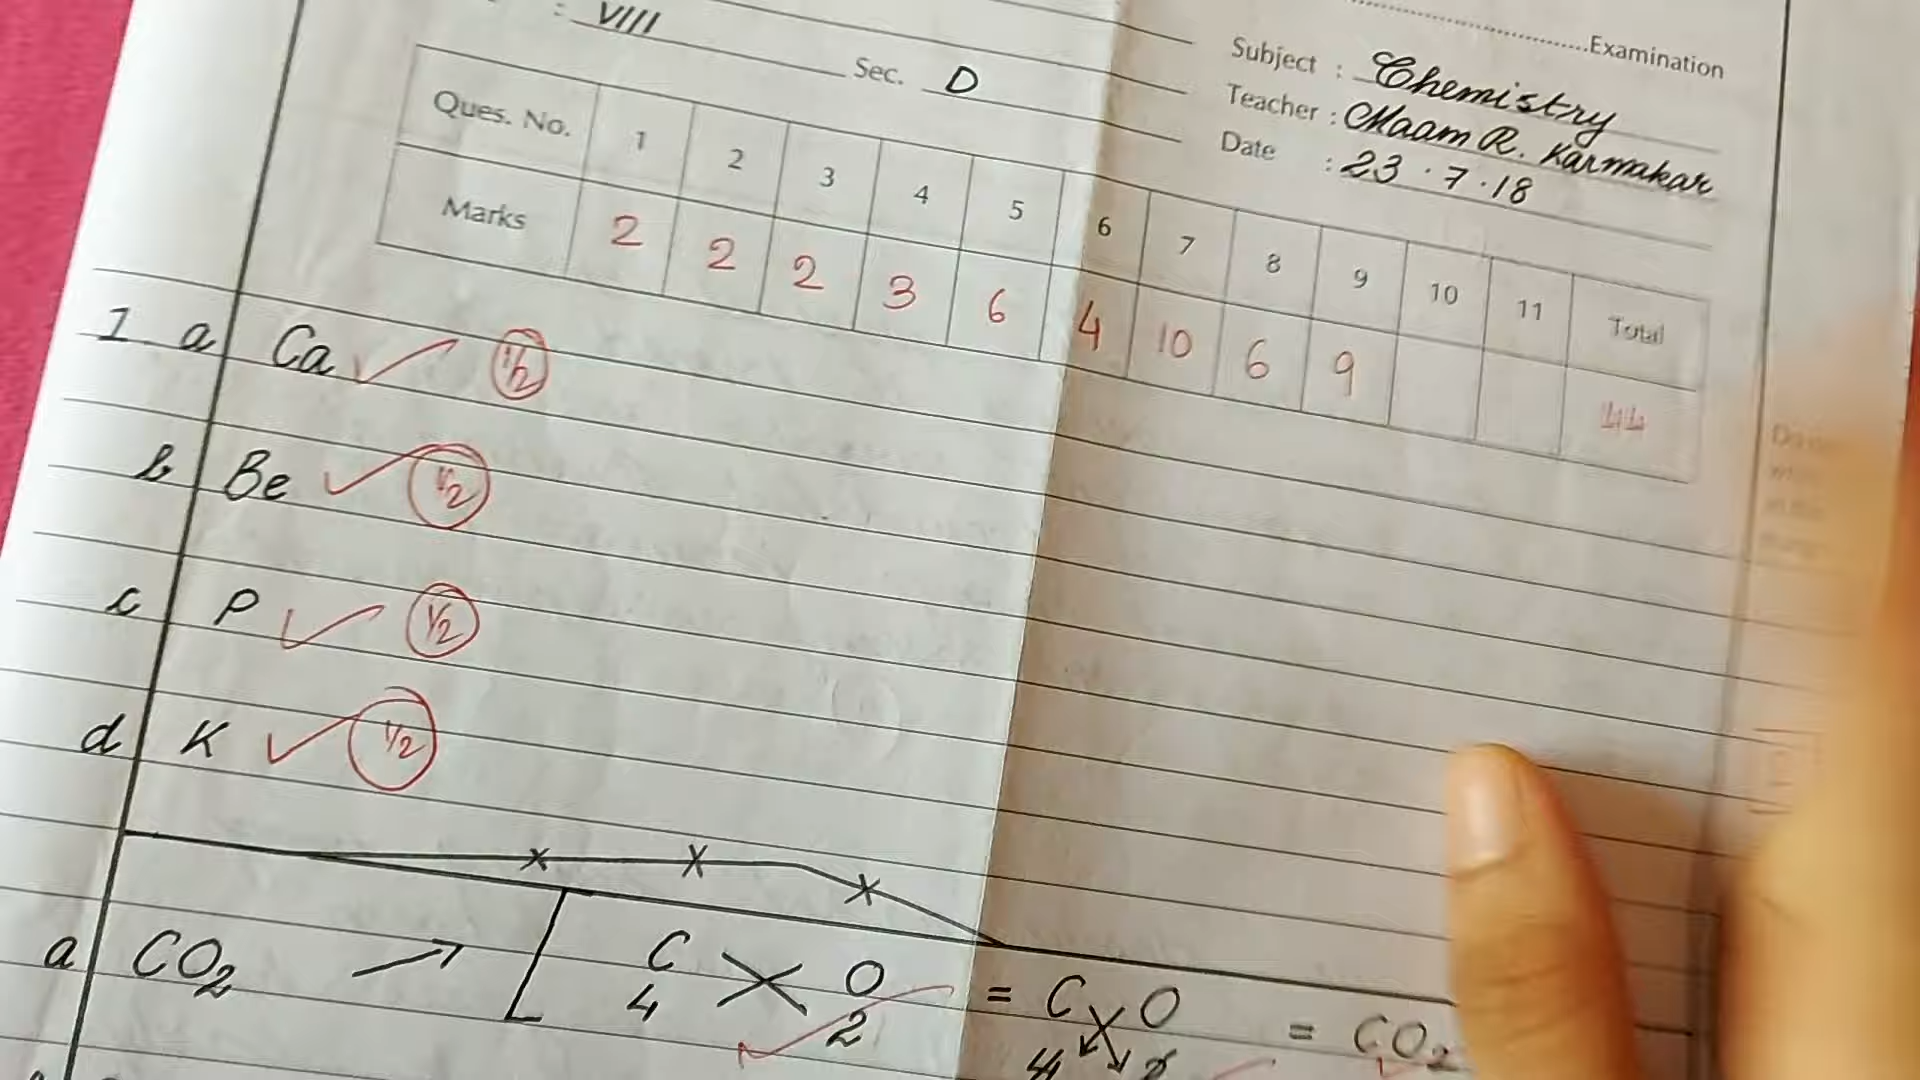 : VIII
Sec. D
Examination
Subject : Chemistry
Teacher : Maam R. Karmakar
Date : 23.7.18
Ques. No. 1 2 3 4 5 6 7 8 9 10 11 Total
Marks 2 2 2 3 6 4 10 6 9 44
1 a Ca ✓ 1/2
b Be ✓ 1/2
c P ✓ 1/2
d K ✓ 1/2
a CO₂ → [ C O = C O = CO₂
4 2 4